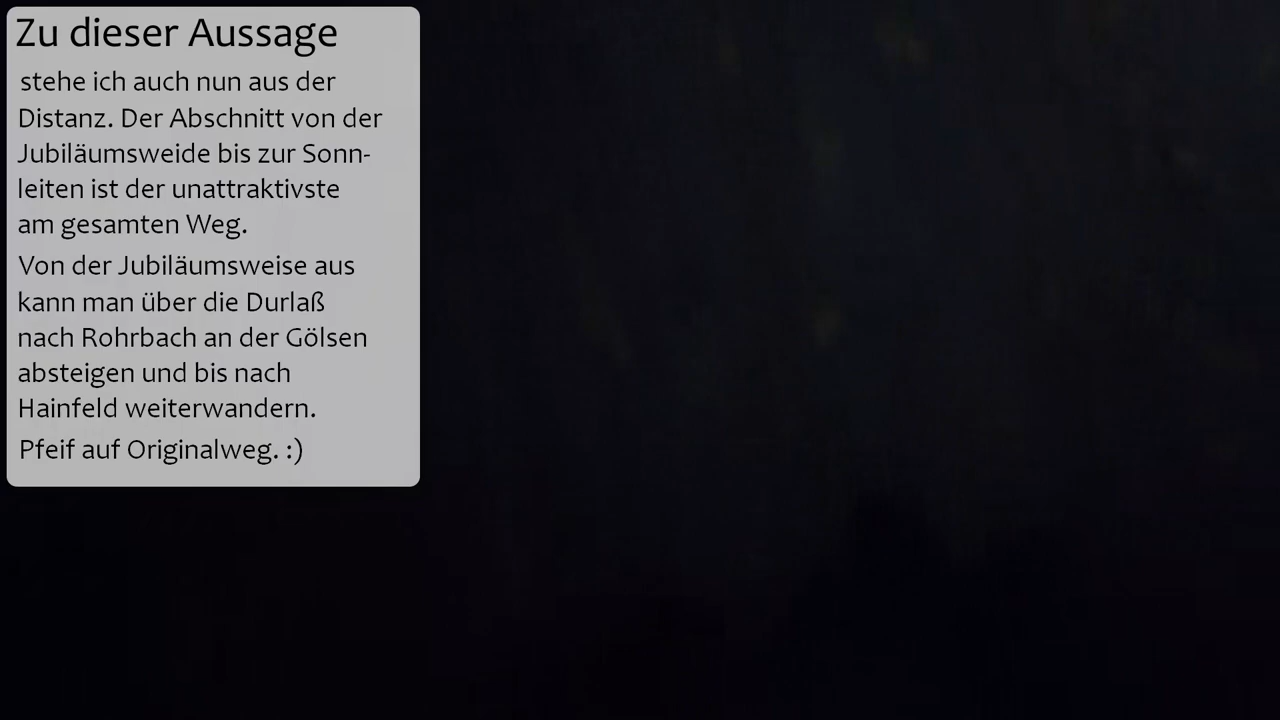 Zu dieser Aussage
stehe ich auch nun aus der
Distanz. Der Abschnitt von der
Jubiläumsweide bis zur Sonn-
leiten ist der unattraktivste
am gesamten Weg.
Von der Jubiläumsweise aus
kann man über die Durlaß
nach Rohrbach an der Gölsen
absteigen und bis nach
Hainfeld weiterwandern.
Pfeif auf Originalweg. :)